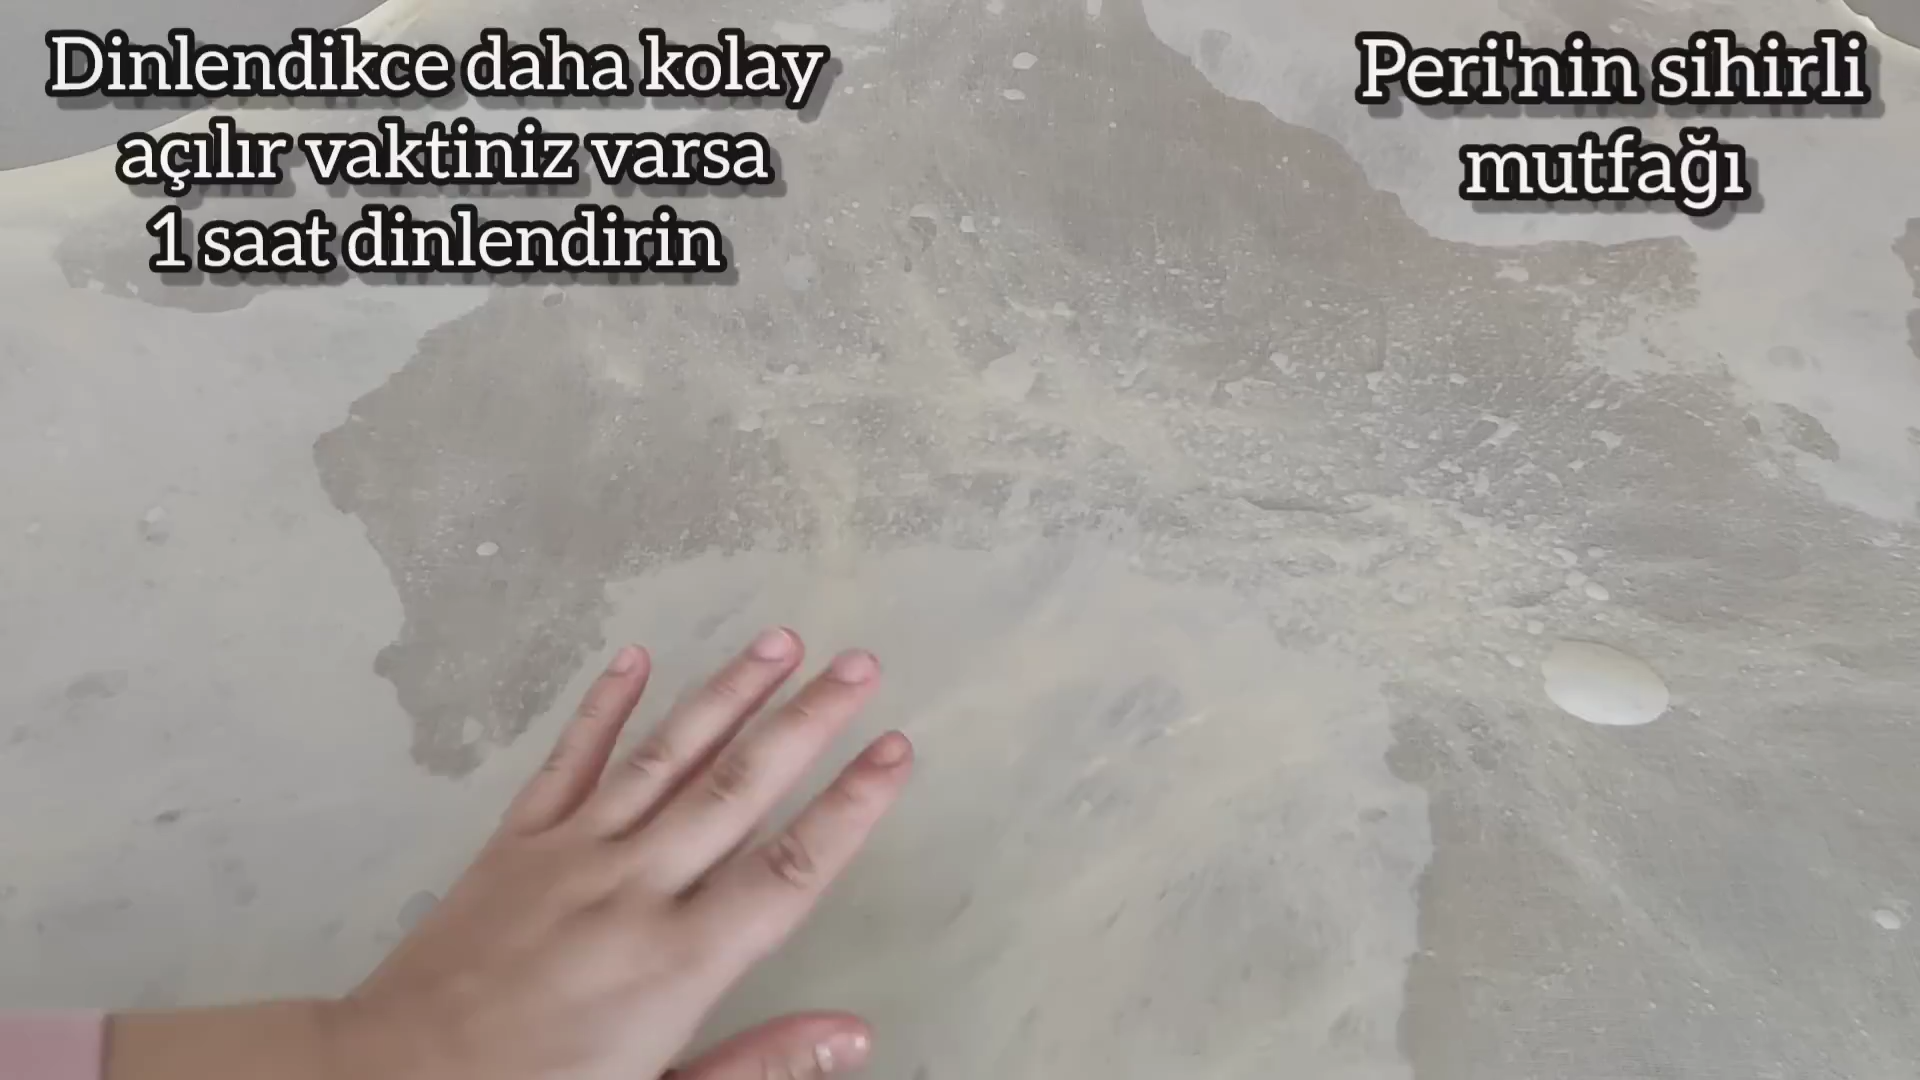 Dinlendikce daha kolay
açılır vaktiniz varsa
1 saat dinlendirin
Peri'nin sihirli
mutfağı